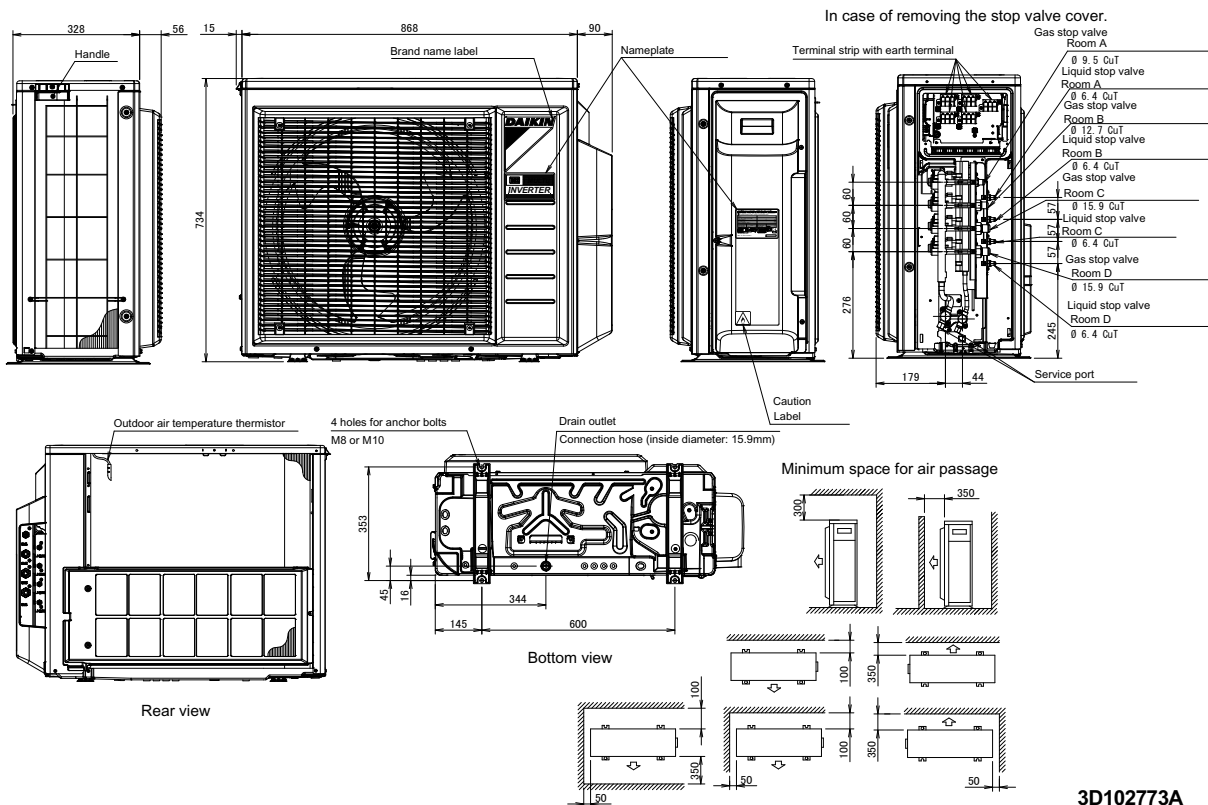 In case of removing the stop valve cover.
328
56
15
868
90
Handle
Brand name label
Nameplate
Terminal strip with earth terminal
Gas stop valve
Room A
Ø 9.5 CuT
Liquid stop valve
Room A
Ø 6.4 CuT
Gas stop valve
Room B
Ø 12.7 CuT
Liquid stop valve
Room B
Ø 6.4 CuT
Gas stop valve
Room C
Ø 15.9 CuT
Liquid stop valve
Room C
Ø 6.4 CuT
Gas stop valve
Room D
Ø 15.9 CuT
Liquid stop valve
Room D
Ø 6.4 CuT
DAIKIN
INVERTER
734
60
60
60
276
57
57
57
245
179
44
Service port
Caution
Label
Outdoor air temperature thermistor
4 holes for anchor bolts
M8 or M10
Drain outlet
Connection hose (inside diameter: 15.9mm)
353
45
16
344
145
600
Bottom view
Rear view
Minimum space for air passage
300
350
100
350
100
350
50
100
50
350
50
3D102773A